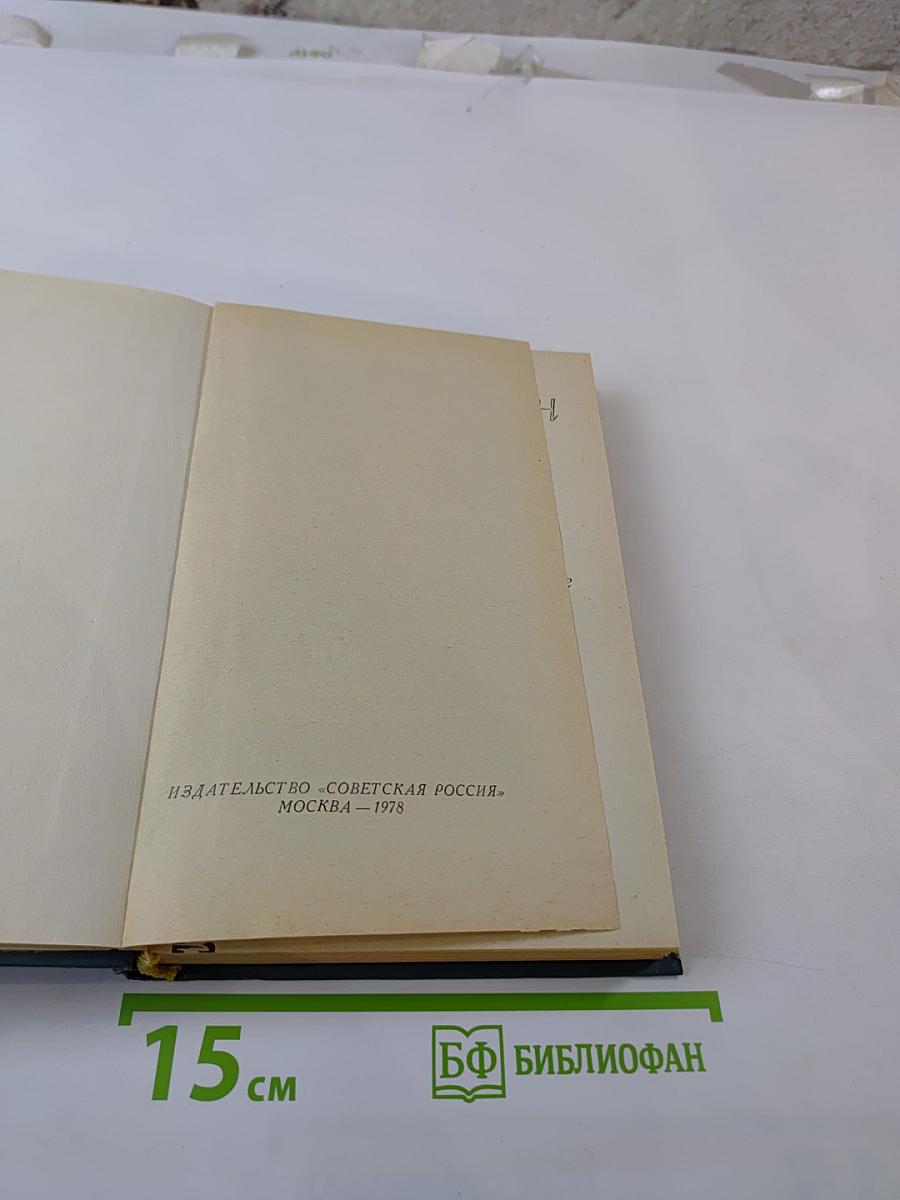 ИЗДАТЕЛЬСТВО «СОВЕТСКАЯ РОССИЯ»
МОСКВА — 1978
15 см
БФ БИБЛИОФАН